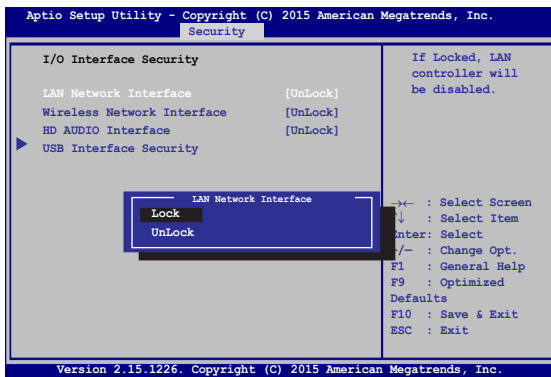 Aptio Setup Utility - Copyright (C) 2015 American Megatrends, Inc.
Security
I/O Interface Security
LAN Network Interface [UnLock]
Wireless Network Interface [UnLock]
HD AUDIO Interface [UnLock]
USB Interface Security
If Locked, LAN
controller will
be disabled.
LAN Network Interface
Lock
UnLock
→← : Select Screen
↓ : Select Item
nter: Select
/— : Change Opt.
F1 : General Help
F9 : Optimized
Defaults
F10 : Save & Exit
ESC : Exit
Version 2.15.1226. Copyright (C) 2015 American Megatrends, Inc.